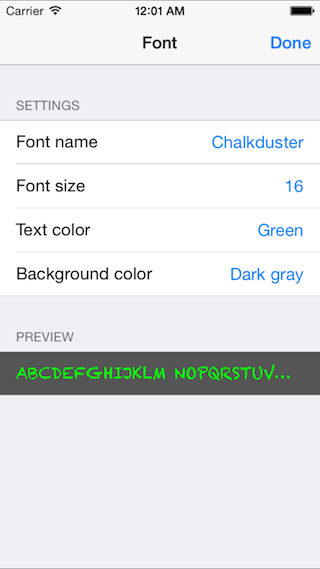 Carrier 12:01 AM
Font Done
SETTINGS
Font name Chalkduster
Font size 16
Text color Green
Background color Dark gray
PREVIEW
ABCDEFGHIJKLM NOPQRSTUV...